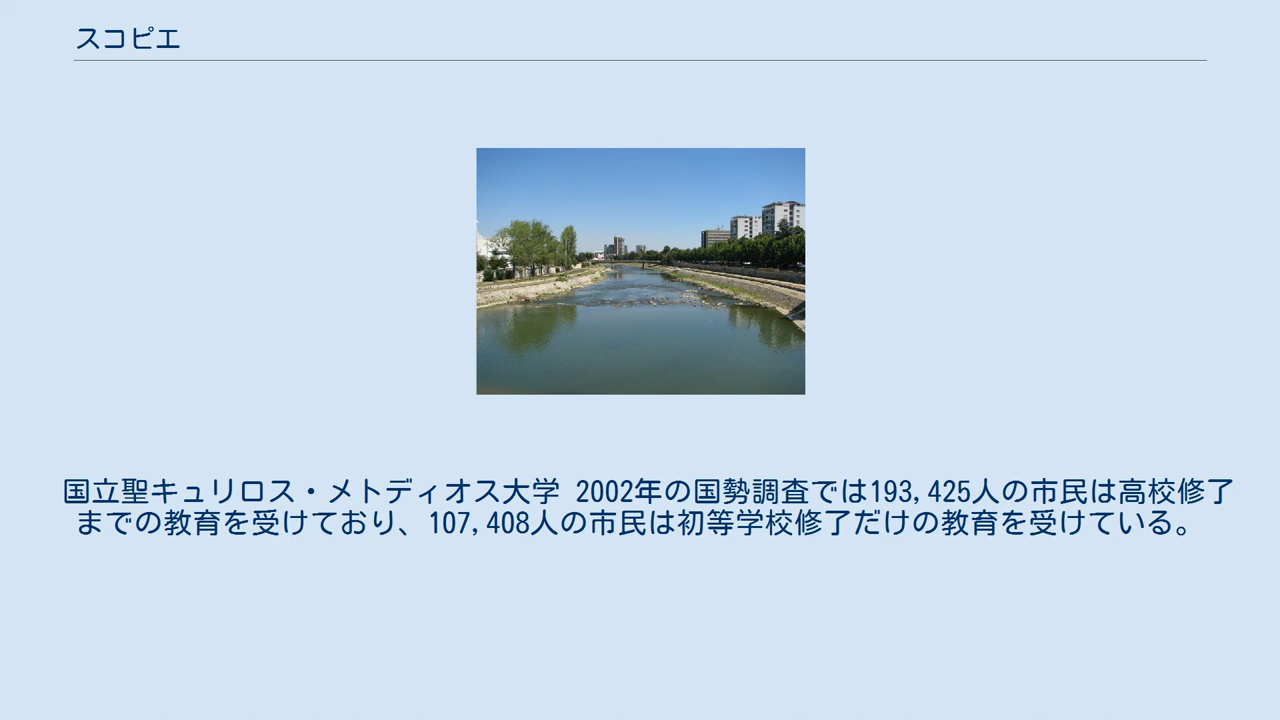 スコピエ
国立聖キュリロス・メトディオス大学 2002年の国勢調査では193,425人の市民は高校修了
までの教育を受けており、107,408人の市民は初等学校修了だけの教育を受けている。